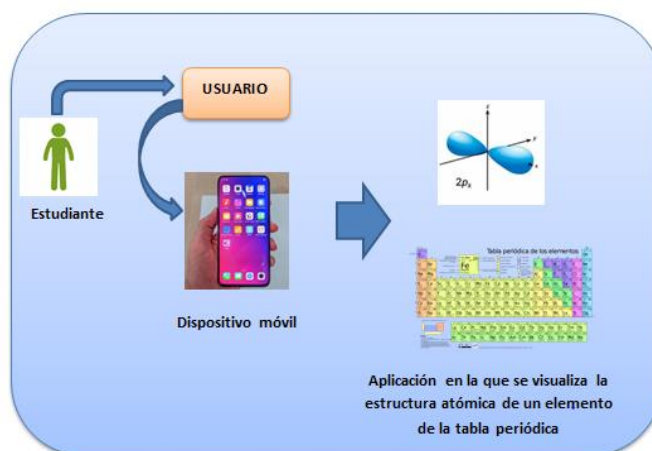 USUARIO
Estudiante
Dispositivo móvil
z
y
x
2pₓ
Tabla periódica de los elementos
Fe
Aplicación en la que se visualiza la
estructura atómica de un elemento
de la tabla periódica